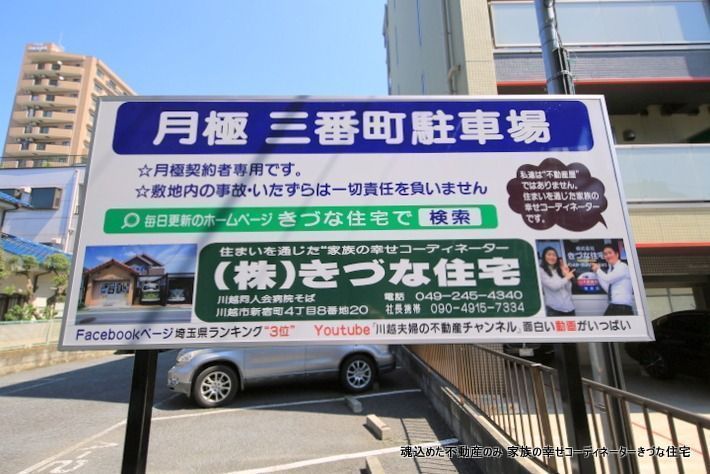 月極 三番町駐車場
☆月極契約者専用です。
☆敷地内の事故・いたずらは一切責任を負いません
私達は“不動産屋”
ではありません。
住まいを通じた家族の
幸せコーディネーター
です。
毎日更新のホームページ きづな住宅で 検索
住まいを通じた“家族の幸せコーディネーター
(株)きづな住宅
川越同人会病院そば
川越市新宿町4丁目8番地20
電話 049-245-4340
社長携帯 090-4915-7334
きづな住宅
Facebookページ埼玉県ランキング“3位” Youtube「川越夫婦の不動産チャンネル」面白い動画がいっぱい
魂込めた不動産のみ 家族の幸せコーディネーターきづな住宅